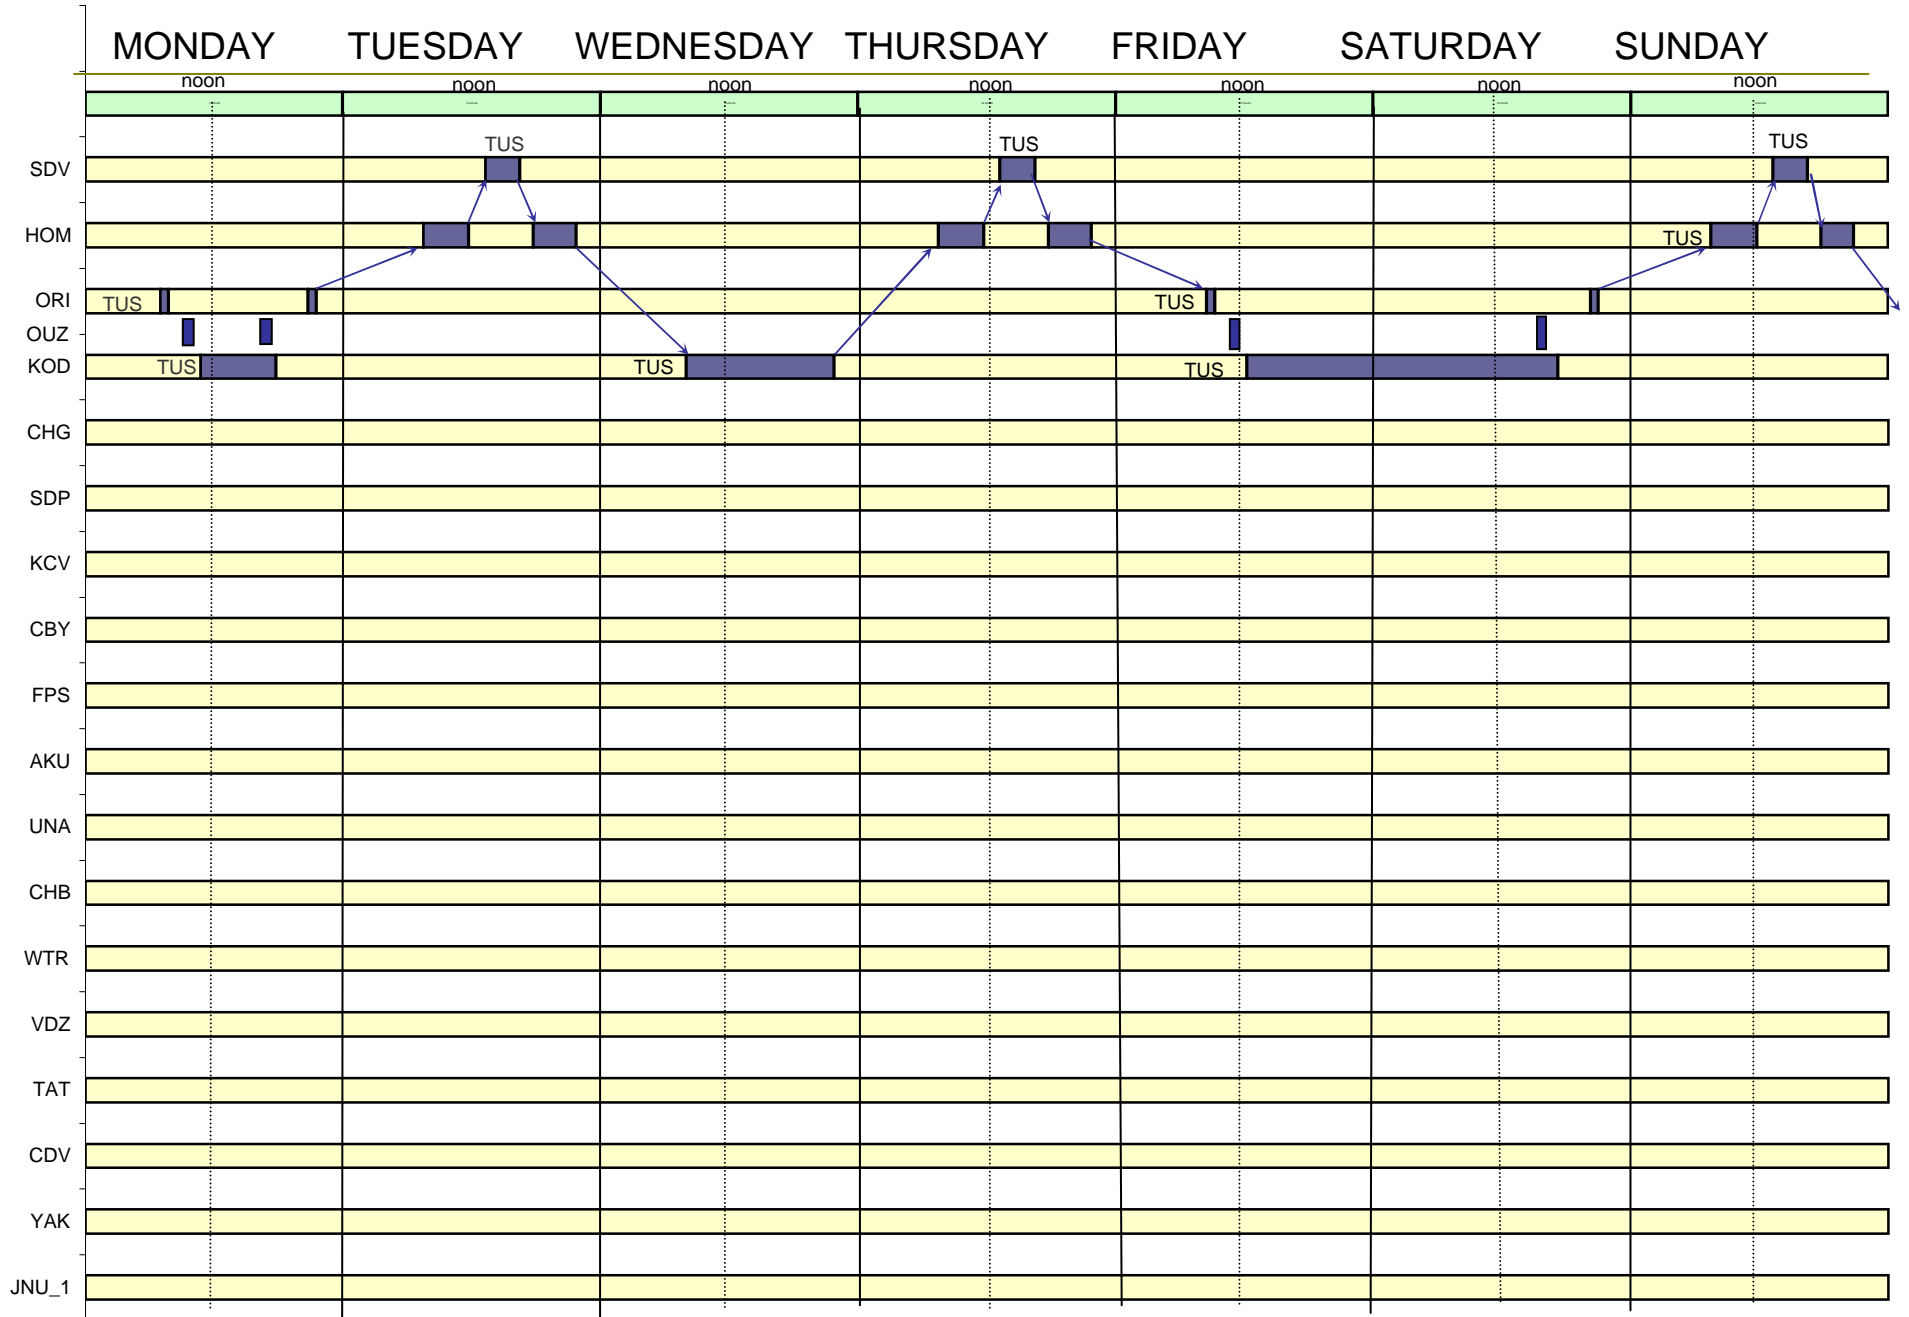 MONDAY TUESDAY WEDNESDAY THURSDAY FRIDAY SATURDAY SUNDAY
noon noon noon noon noon noon noon
TUS TUS TUS
SDV
HOM TUS
ORI TUS TUS
OUZ
KOD TUS TUS TUS
CHG
SDP
KCV
CBY
FPS
AKU
UNA
CHB
WTR
VDZ
TAT
CDV
YAK
JNU_1